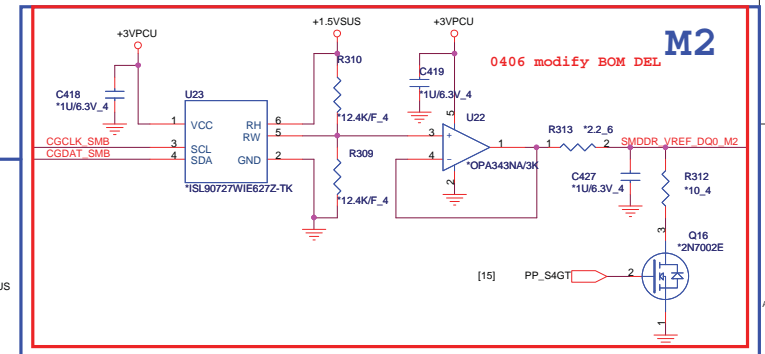 +1.5VSUS
+3VPCU
+3VPCU
M2
R310
0406 modify BOM DEL
C418
*1U/6.3V_4
U23
C419
*1U/6.3V_4
*12.4K/F_4
5
U22
1
VCC
RH
6
RW
5
3
+
1
R313
*2.2_6
1
2
SMDDR_VREF_DQ0_M2
CGCLK_SMB
3
SCL
CGDAT_SMB
4
SDA
GND
2
R309
4
-
*OPA343NA/3K
2
C427
*1U/6.3V_4
R312
*10_4
*ISL90727WIE627Z-TK
*12.4K/F_4
3
Q16
*2N7002E
[15]
PP_S4GT
2
1
US